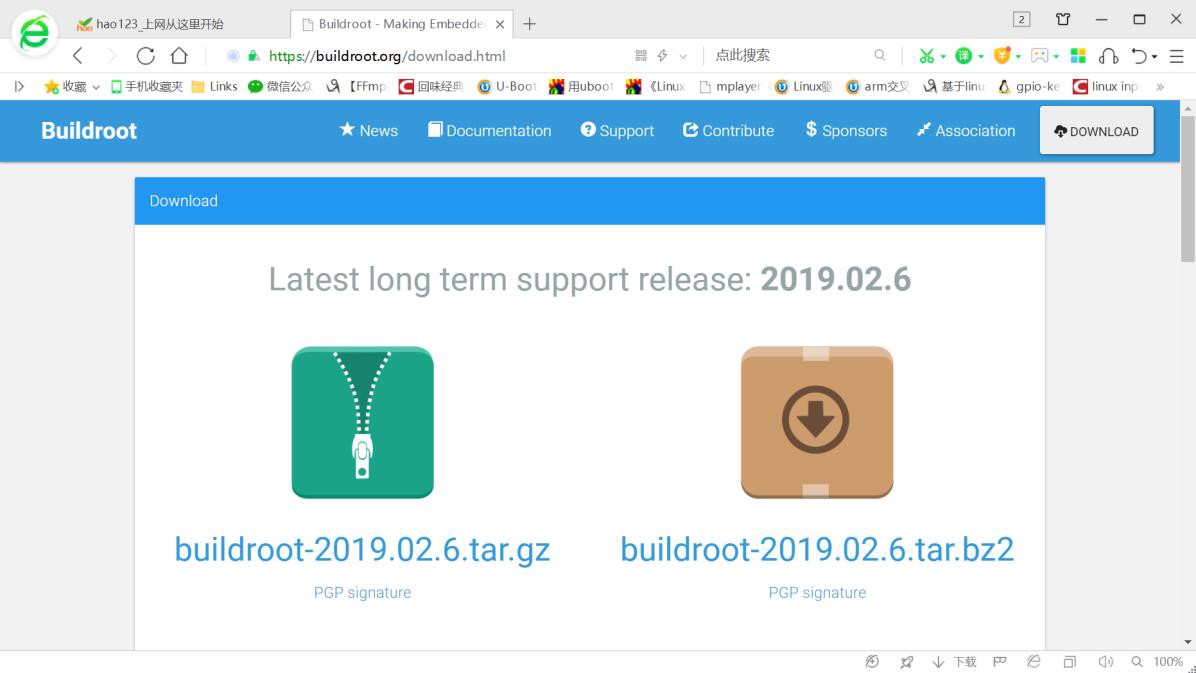 hao123_上网从这里开始
Buildroot - Making Embedde
2
https://buildroot.org/download.html
点此搜索
译
收藏
手机收藏夹
Links
微信公众
【FFmp
回味经典
U-Boot
用uboot
《Linux
mplayer
Linux驱
arm交叉
基于linu
gpio-ke
linux inp
Buildroot
News
Documentation
Support
Contribute
Sponsors
Association
DOWNLOAD
Download
Latest long term support release: 2019.02.6
buildroot-2019.02.6.tar.gz
buildroot-2019.02.6.tar.bz2
PGP signature
PGP signature
下载
100%